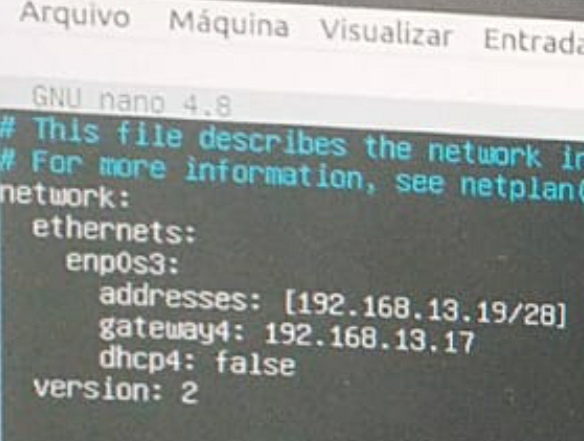 Arquivo Máquina Visualizar Entrada
GNU nano 4.8
# This file describes the network in
# For more information, see netplan(
network:
  ethernets:
    enp0s3:
      addresses: [192.168.13.19/28]
      gateway4: 192.168.13.17
      dhcp4: false
  version: 2